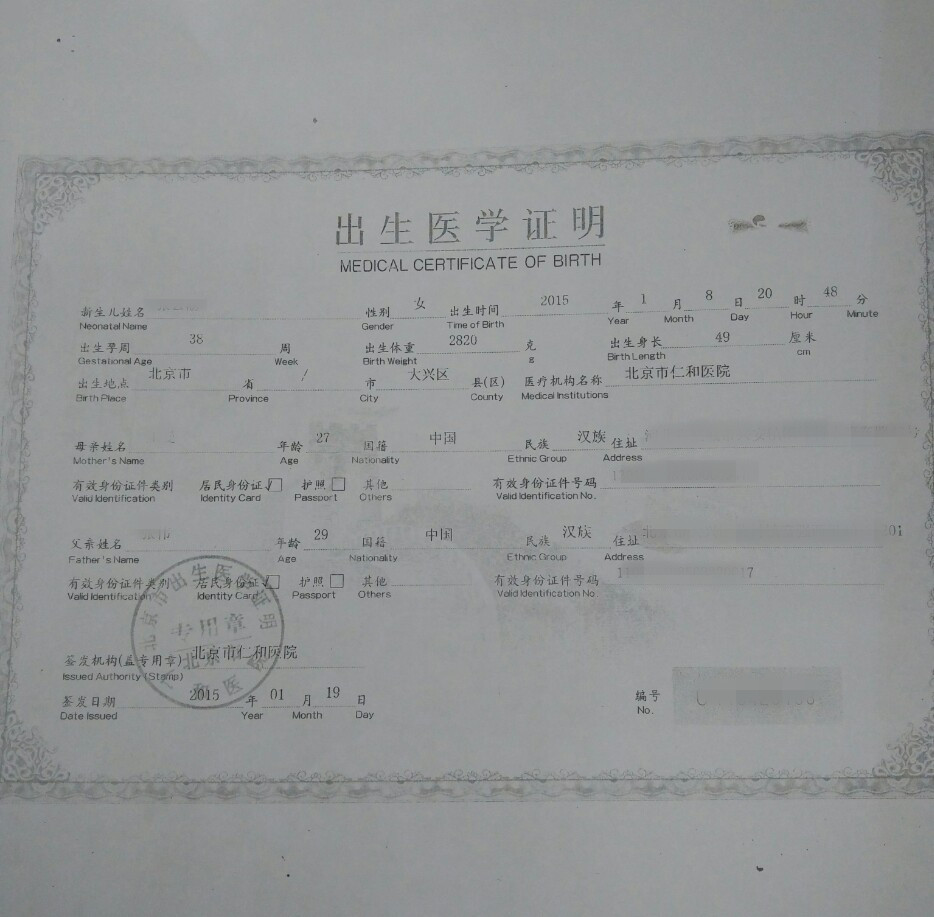 出生医学证明
MEDICAL CERTIFICATE OF BIRTH
新生儿姓名 性别 女 出生时间 2015 年 1 月 8 日 20 时 48 分
Neonatal Name Gender Time of Birth Year Month Day Hour Minute
出生孕周 38 周 出生体重 2820 克 出生身长 49 厘米
Gestational Age Week Birth Weight g Birth Length cm
出生地点 北京市 省 / 市 大兴区 县(区) 医疗机构名称 北京市仁和医院
Birth Place Province City County Medical Institutions
母亲姓名 年龄 27 国籍 中国 民族 汉族 住址
Mother's Name Age Nationality Ethnic Group Address
有效身份证件类别 居民身份证 护照 其他 有效身份证件号码
Valid Identification Identity Card Passport Others Valid Identification No.
父亲姓名 年龄 29 国籍 中国 民族 汉族 住址 01
Father's Name Age Nationality Ethnic Group Address
有效身份证件类别 居民身份证 护照 其他 有效身份证件号码 1 7
Valid Identification Identity Card Passport Others Valid Identification No.
北京市出生医学证明
专用章
签发机构(盖专用章) 北京市仁和医院
Issued Authority (Stamp)
签发日期 2015 年 01 月 19 日 编号
Date Issued Year Month Day No.